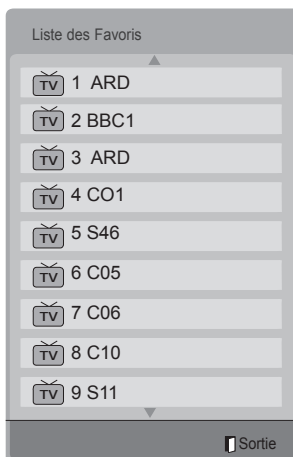 Liste des Favoris
TV 1 ARD
TV 2 BBC1
TV 3 ARD
TV 4 CO1
TV 5 S46
TV 6 C05
TV 7 C06
TV 8 C10
TV 9 S11
Sortie